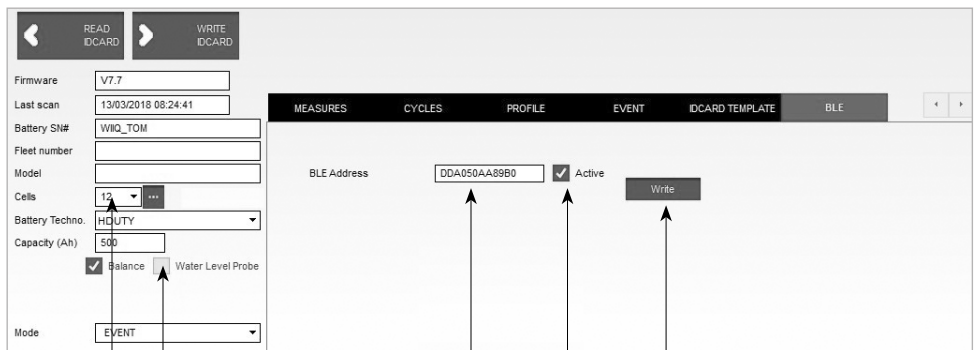 READ IDCARD
WRITE IDCARD
Firmware V7.7
Last scan 13/03/2018 08:24:41
Battery SN# WIIQ_TOM
Fleet number
Model
Cells 12 ...
Battery Techno. HDUTY
Capacity (Ah) 500
Balance Water Level Probe
Mode EVENT
MEASURES CYCLES PROFILE EVENT IDCARD TEMPLATE BLE
BLE Address DDA050AA89B0 Active
Write